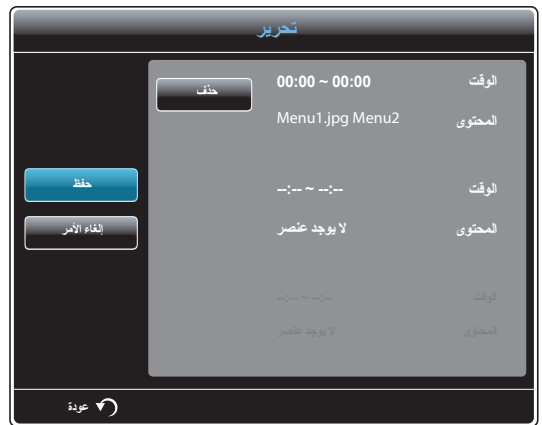 تحرير
الوقت 00:00 ~ 00:00 حذف
المحتوى Menu1.jpg Menu2
حفظ
الوقت --:-- ~ --:--
المحتوى لا يوجد عنصر
إلغاء الأمر
الوقت --:-- ~ --:--
المحتوى لا يوجد عنصر
عودة